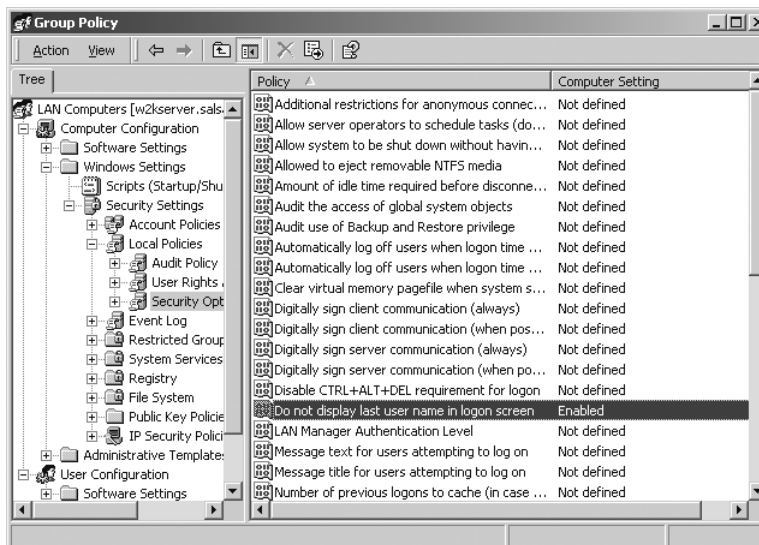 Group Policy
Action View
Tree
LAN Computers [w2kserver.sals
Computer Configuration
Software Settings
Windows Settings
Scripts (Startup/Shu
Security Settings
Account Policies
Local Policies
Audit Policy
User Rights
Security Opt
Event Log
Restricted Group
System Services
Registry
File System
Public Key Policie
IP Security Polici
Administrative Template
User Configuration
Software Settings
Policy Computer Setting
Additional restrictions for anonymous connec... Not defined
Allow server operators to schedule tasks (do... Not defined
Allow system to be shut down without havin... Not defined
Allowed to eject removable NTFS media Not defined
Amount of idle time required before disconne... Not defined
Audit the access of global system objects Not defined
Audit use of Backup and Restore privilege Not defined
Automatically log off users when logon time ... Not defined
Automatically log off users when logon time ... Not defined
Clear virtual memory pagefile when system s... Not defined
Digitally sign client communication (always) Not defined
Digitally sign client communication (when pos... Not defined
Digitally sign server communication (always) Not defined
Digitally sign server communication (when po... Not defined
Disable CTRL+ALT+DEL requirement for logon Not defined
Do not display last user name in logon screen Enabled
LAN Manager Authentication Level Not defined
Message text for users attempting to log on Not defined
Message title for users attempting to log on Not defined
Number of previous logons to cache (in case ... Not defined